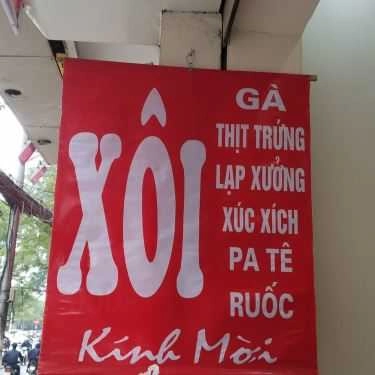 XÔI
GÀ
THỊT TRỨNG
LẠP XƯỞNG
XÚC XÍCH
PA TÊ
RUỐC
Kính Mời